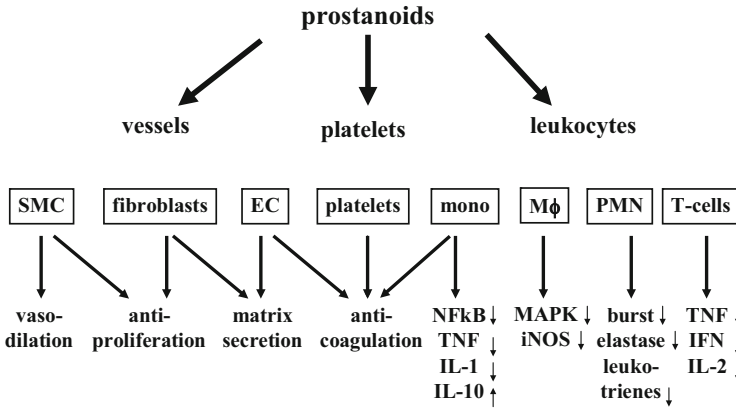 prostanoids
vessels platelets leukocytes
SMC fibroblasts EC platelets mono Mϕ PMN T-cells
vaso- anti- matrix anti- NFkB ↓ MAPK ↓ burst ↓ TNF ↓
dilation proliferation secretion coagulation TNF ↓ iNOS ↓ elastase ↓ IFN ↓
IL-1 ↓ leuko- IL-2 ↓
IL-10 ↑ trienes ↓